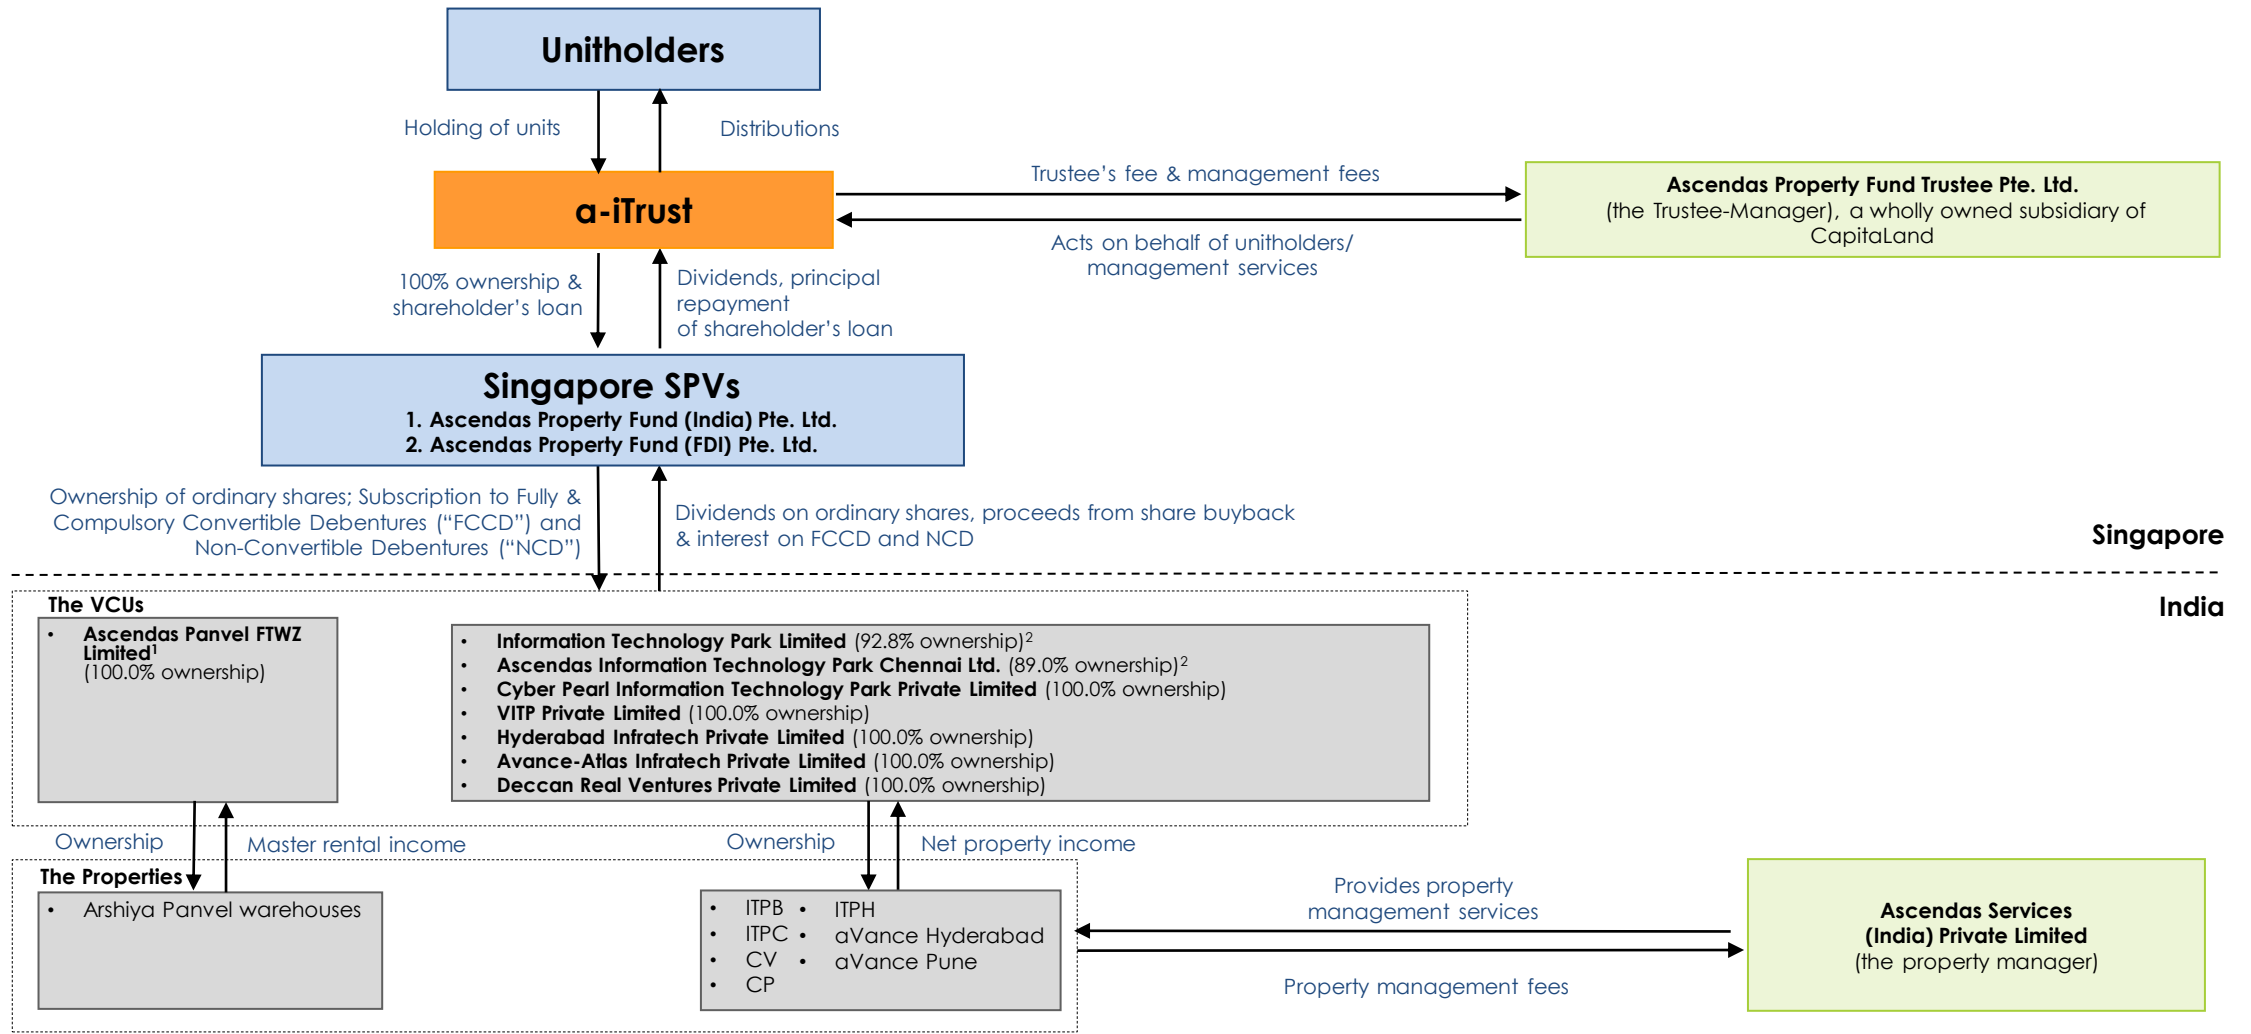 Unitholders
Holding of units
Distributions
a-iTrust
Trustee’s fee & management fees
Acts on behalf of unitholders/
management services
Ascendas Property Fund Trustee Pte. Ltd.
(the Trustee-Manager), a wholly owned subsidiary of
CapitaLand
100% ownership &
shareholder’s loan
Dividends, principal
repayment
of shareholder’s loan
Singapore SPVs
1. Ascendas Property Fund (India) Pte. Ltd.
2. Ascendas Property Fund (FDI) Pte. Ltd.
Ownership of ordinary shares; Subscription to Fully &
Compulsory Convertible Debentures (“FCCD”) and
Non-Convertible Debentures (“NCD”)
Dividends on ordinary shares, proceeds from share buyback
& interest on FCCD and NCD
Singapore
India
The VCUs
• Ascendas Panvel FTWZ
Limited¹
(100.0% ownership)
• Information Technology Park Limited (92.8% ownership)²
• Ascendas Information Technology Park Chennai Ltd. (89.0% ownership)²
• Cyber Pearl Information Technology Park Private Limited (100.0% ownership)
• VITP Private Limited (100.0% ownership)
• Hyderabad Infratech Private Limited (100.0% ownership)
• Avance-Atlas Infratech Private Limited (100.0% ownership)
• Deccan Real Ventures Private Limited (100.0% ownership)
Ownership
Master rental income
Ownership
Net property income
The Properties
• Arshiya Panvel warehouses
• ITPB
• ITPC
• CV
• CP
• ITPH
• aVance Hyderabad
• aVance Pune
Provides property
management services
Property management fees
Ascendas Services
(India) Private Limited
(the property manager)